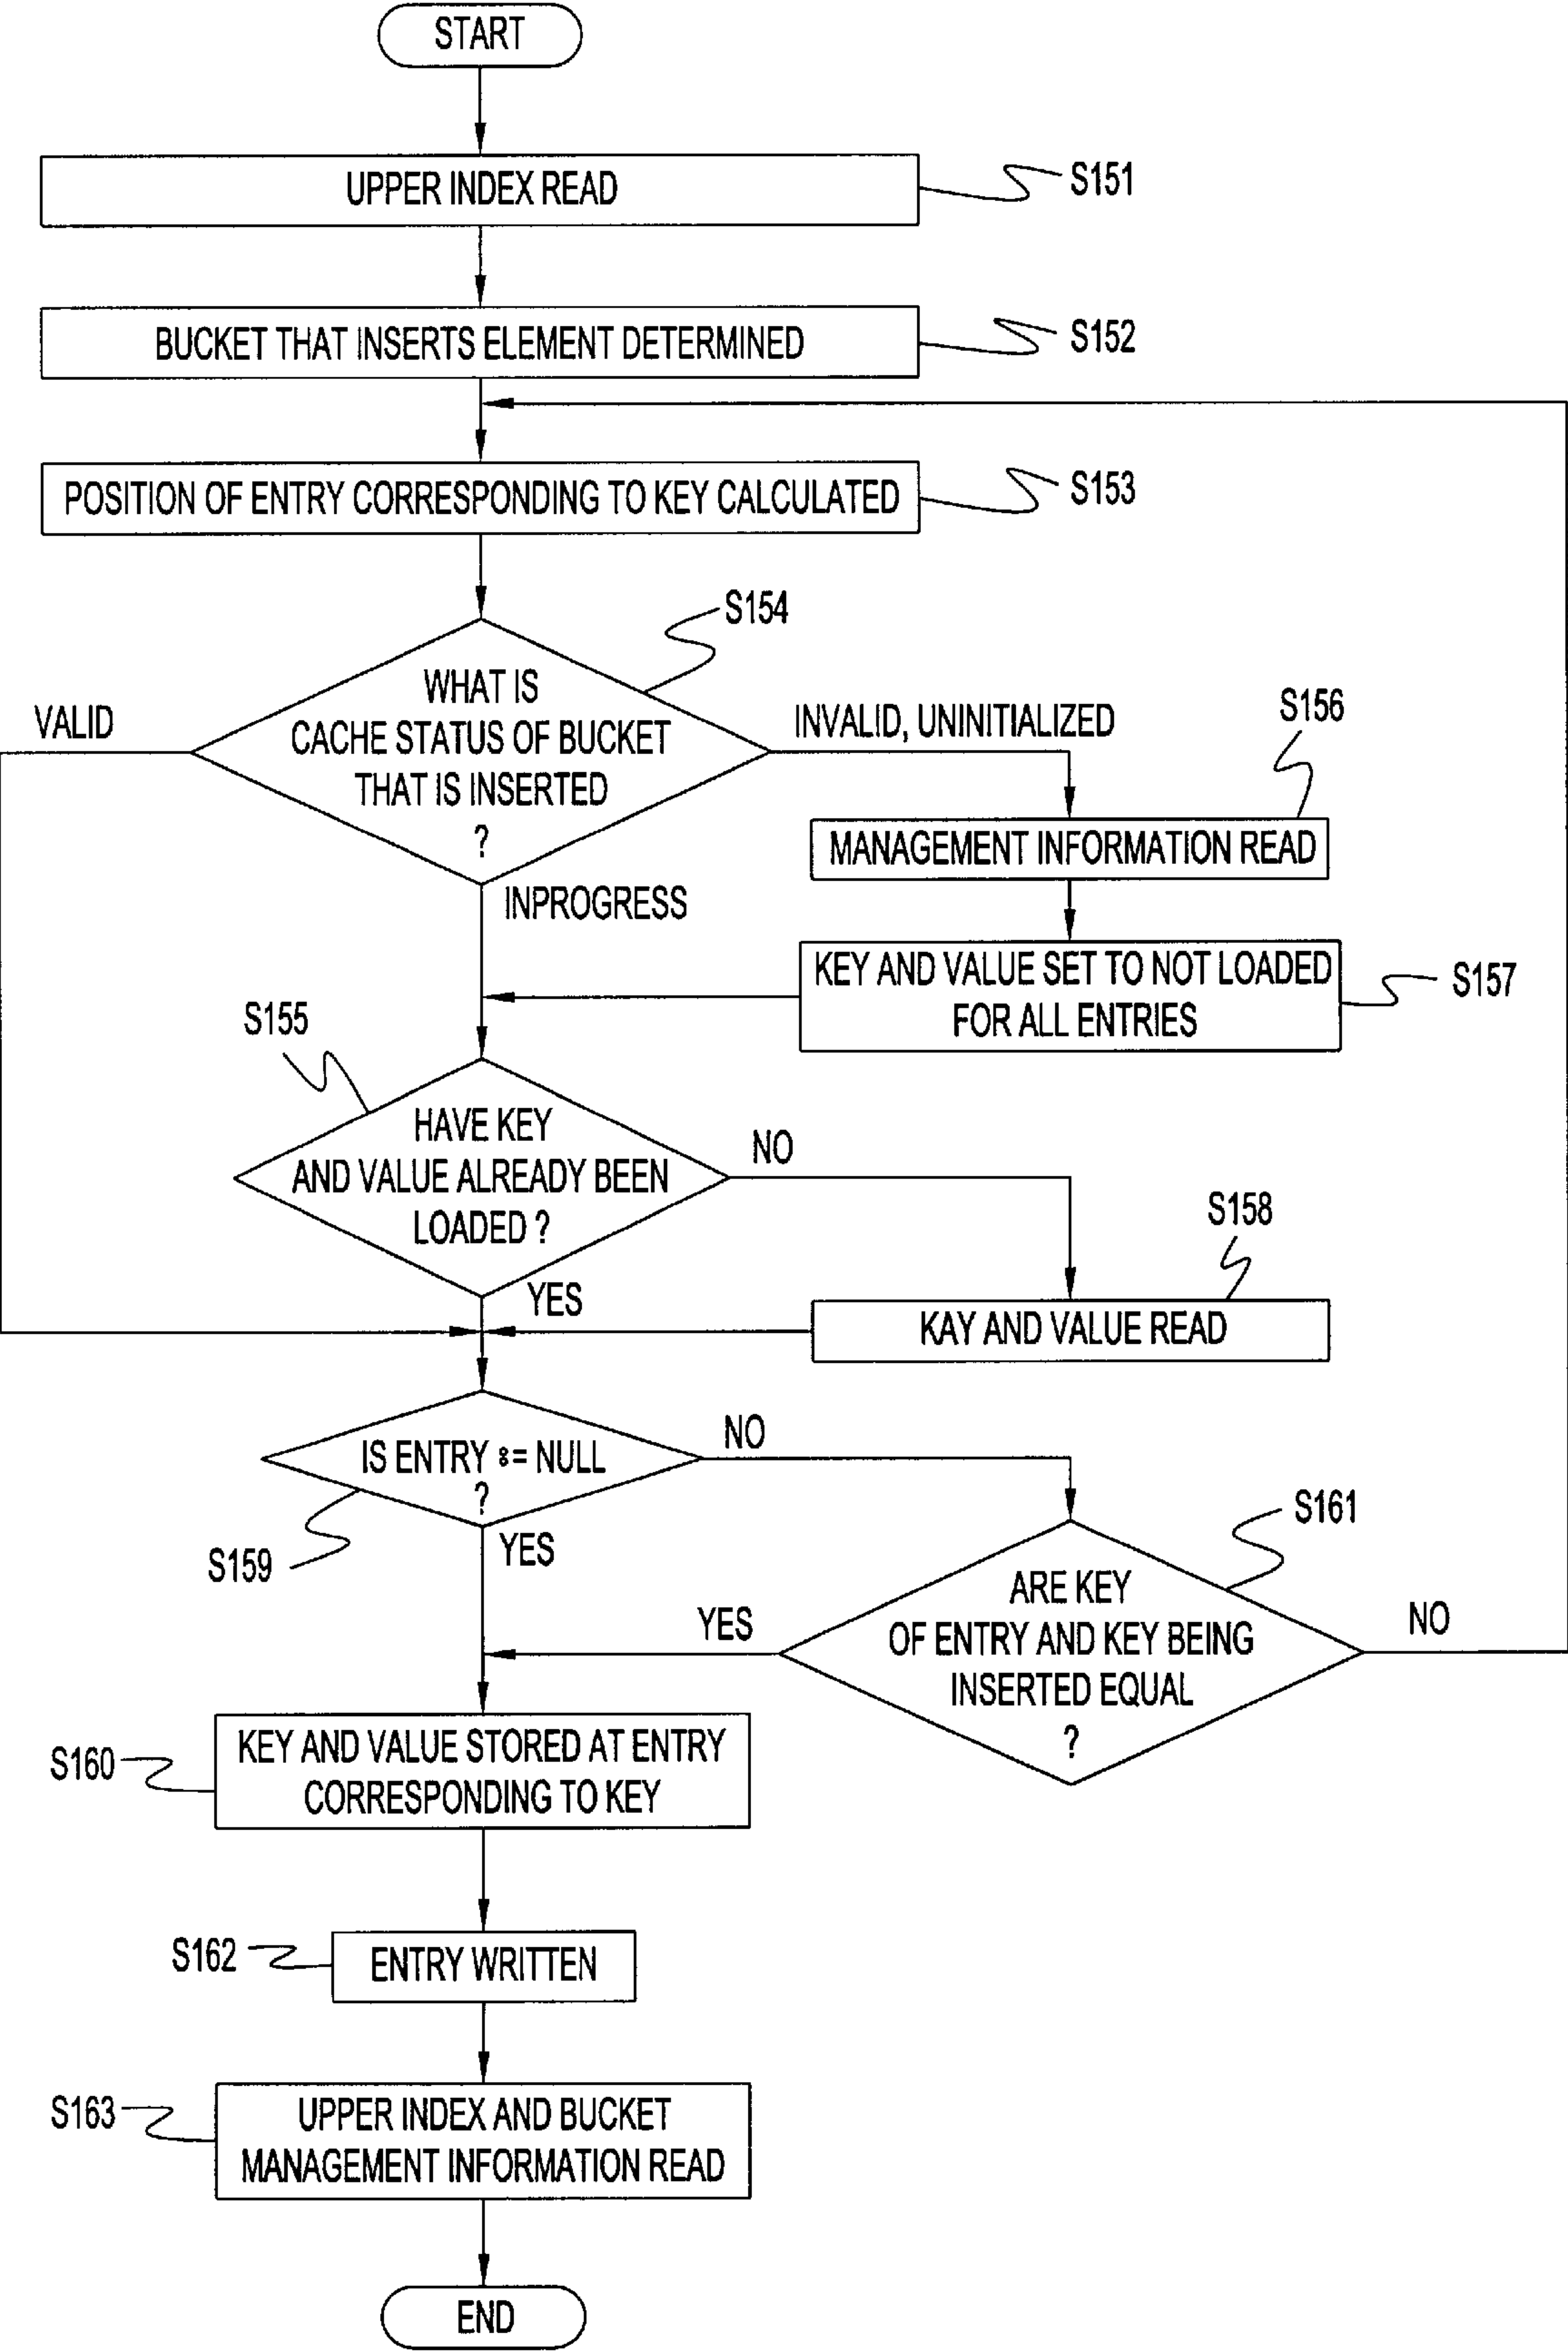 START
UPPER INDEX READ
S151
BUCKET THAT INSERTS ELEMENT DETERMINED
S152
POSITION OF ENTRY CORRESPONDING TO KEY CALCULATED
S153
S154
WHAT IS
CACHE STATUS OF BUCKET
THAT IS INSERTED
?
VALID
INVALID, UNINITIALIZED
INPROGRESS
S156
MANAGEMENT INFORMATION READ
KEY AND VALUE SET TO NOT LOADED
FOR ALL ENTRIES
S157
S155
HAVE KEY
AND VALUE ALREADY BEEN
LOADED ?
NO
YES
S158
KAY AND VALUE READ
IS ENTRY := NULL
?
NO
YES
S159
S161
ARE KEY
OF ENTRY AND KEY BEING
INSERTED EQUAL
?
YES
NO
S160
KEY AND VALUE STORED AT ENTRY
CORRESPONDING TO KEY
S162
ENTRY WRITTEN
S163
UPPER INDEX AND BUCKET
MANAGEMENT INFORMATION READ
END